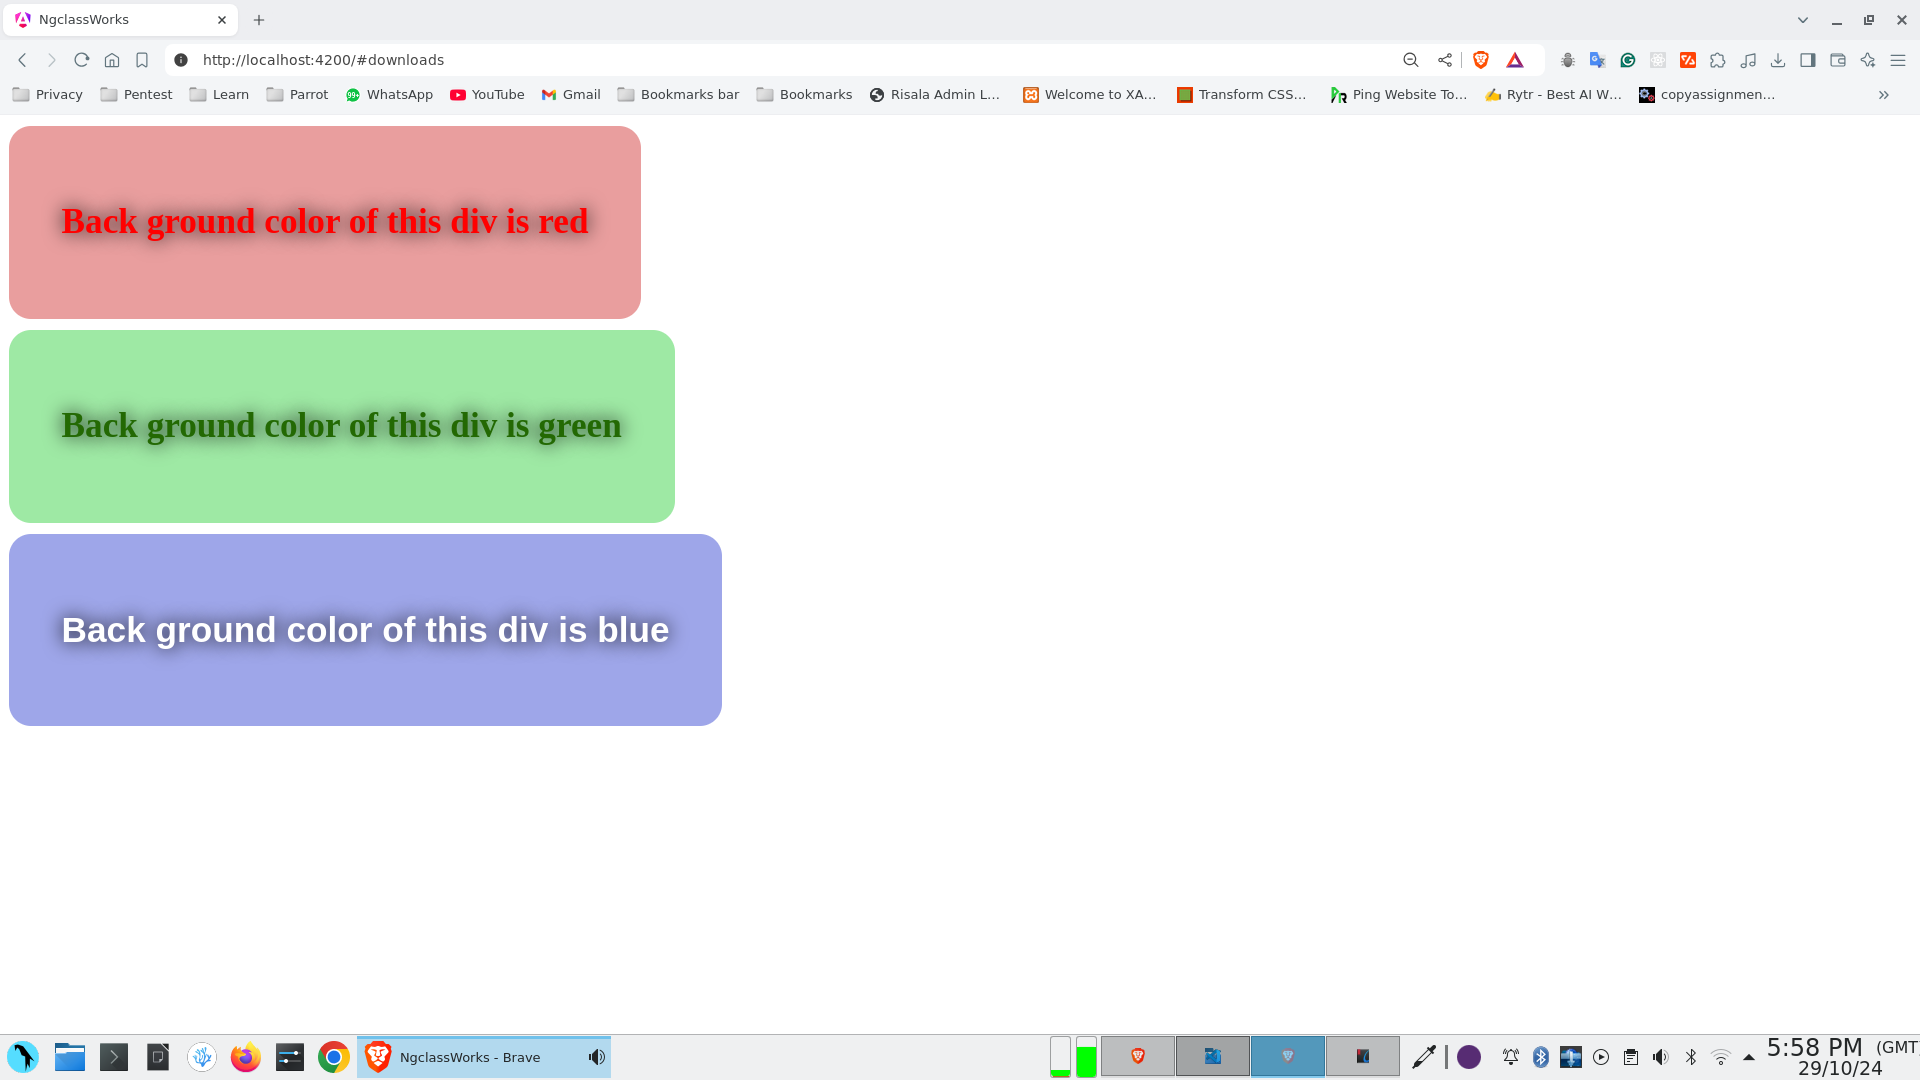 NgclassWorks
http://localhost:4200/#downloads
Privacy Pentest Learn Parrot WhatsApp YouTube Gmail Bookmarks bar Bookmarks Risala Admin L... Welcome to XA... Transform CSS... Ping Website To... Rytr - Best AI W... copyassignmen...
Back ground color of this div is red
Back ground color of this div is green
Back ground color of this div is blue
NgclassWorks - Brave
5:58 PM (GMT
29/10/24